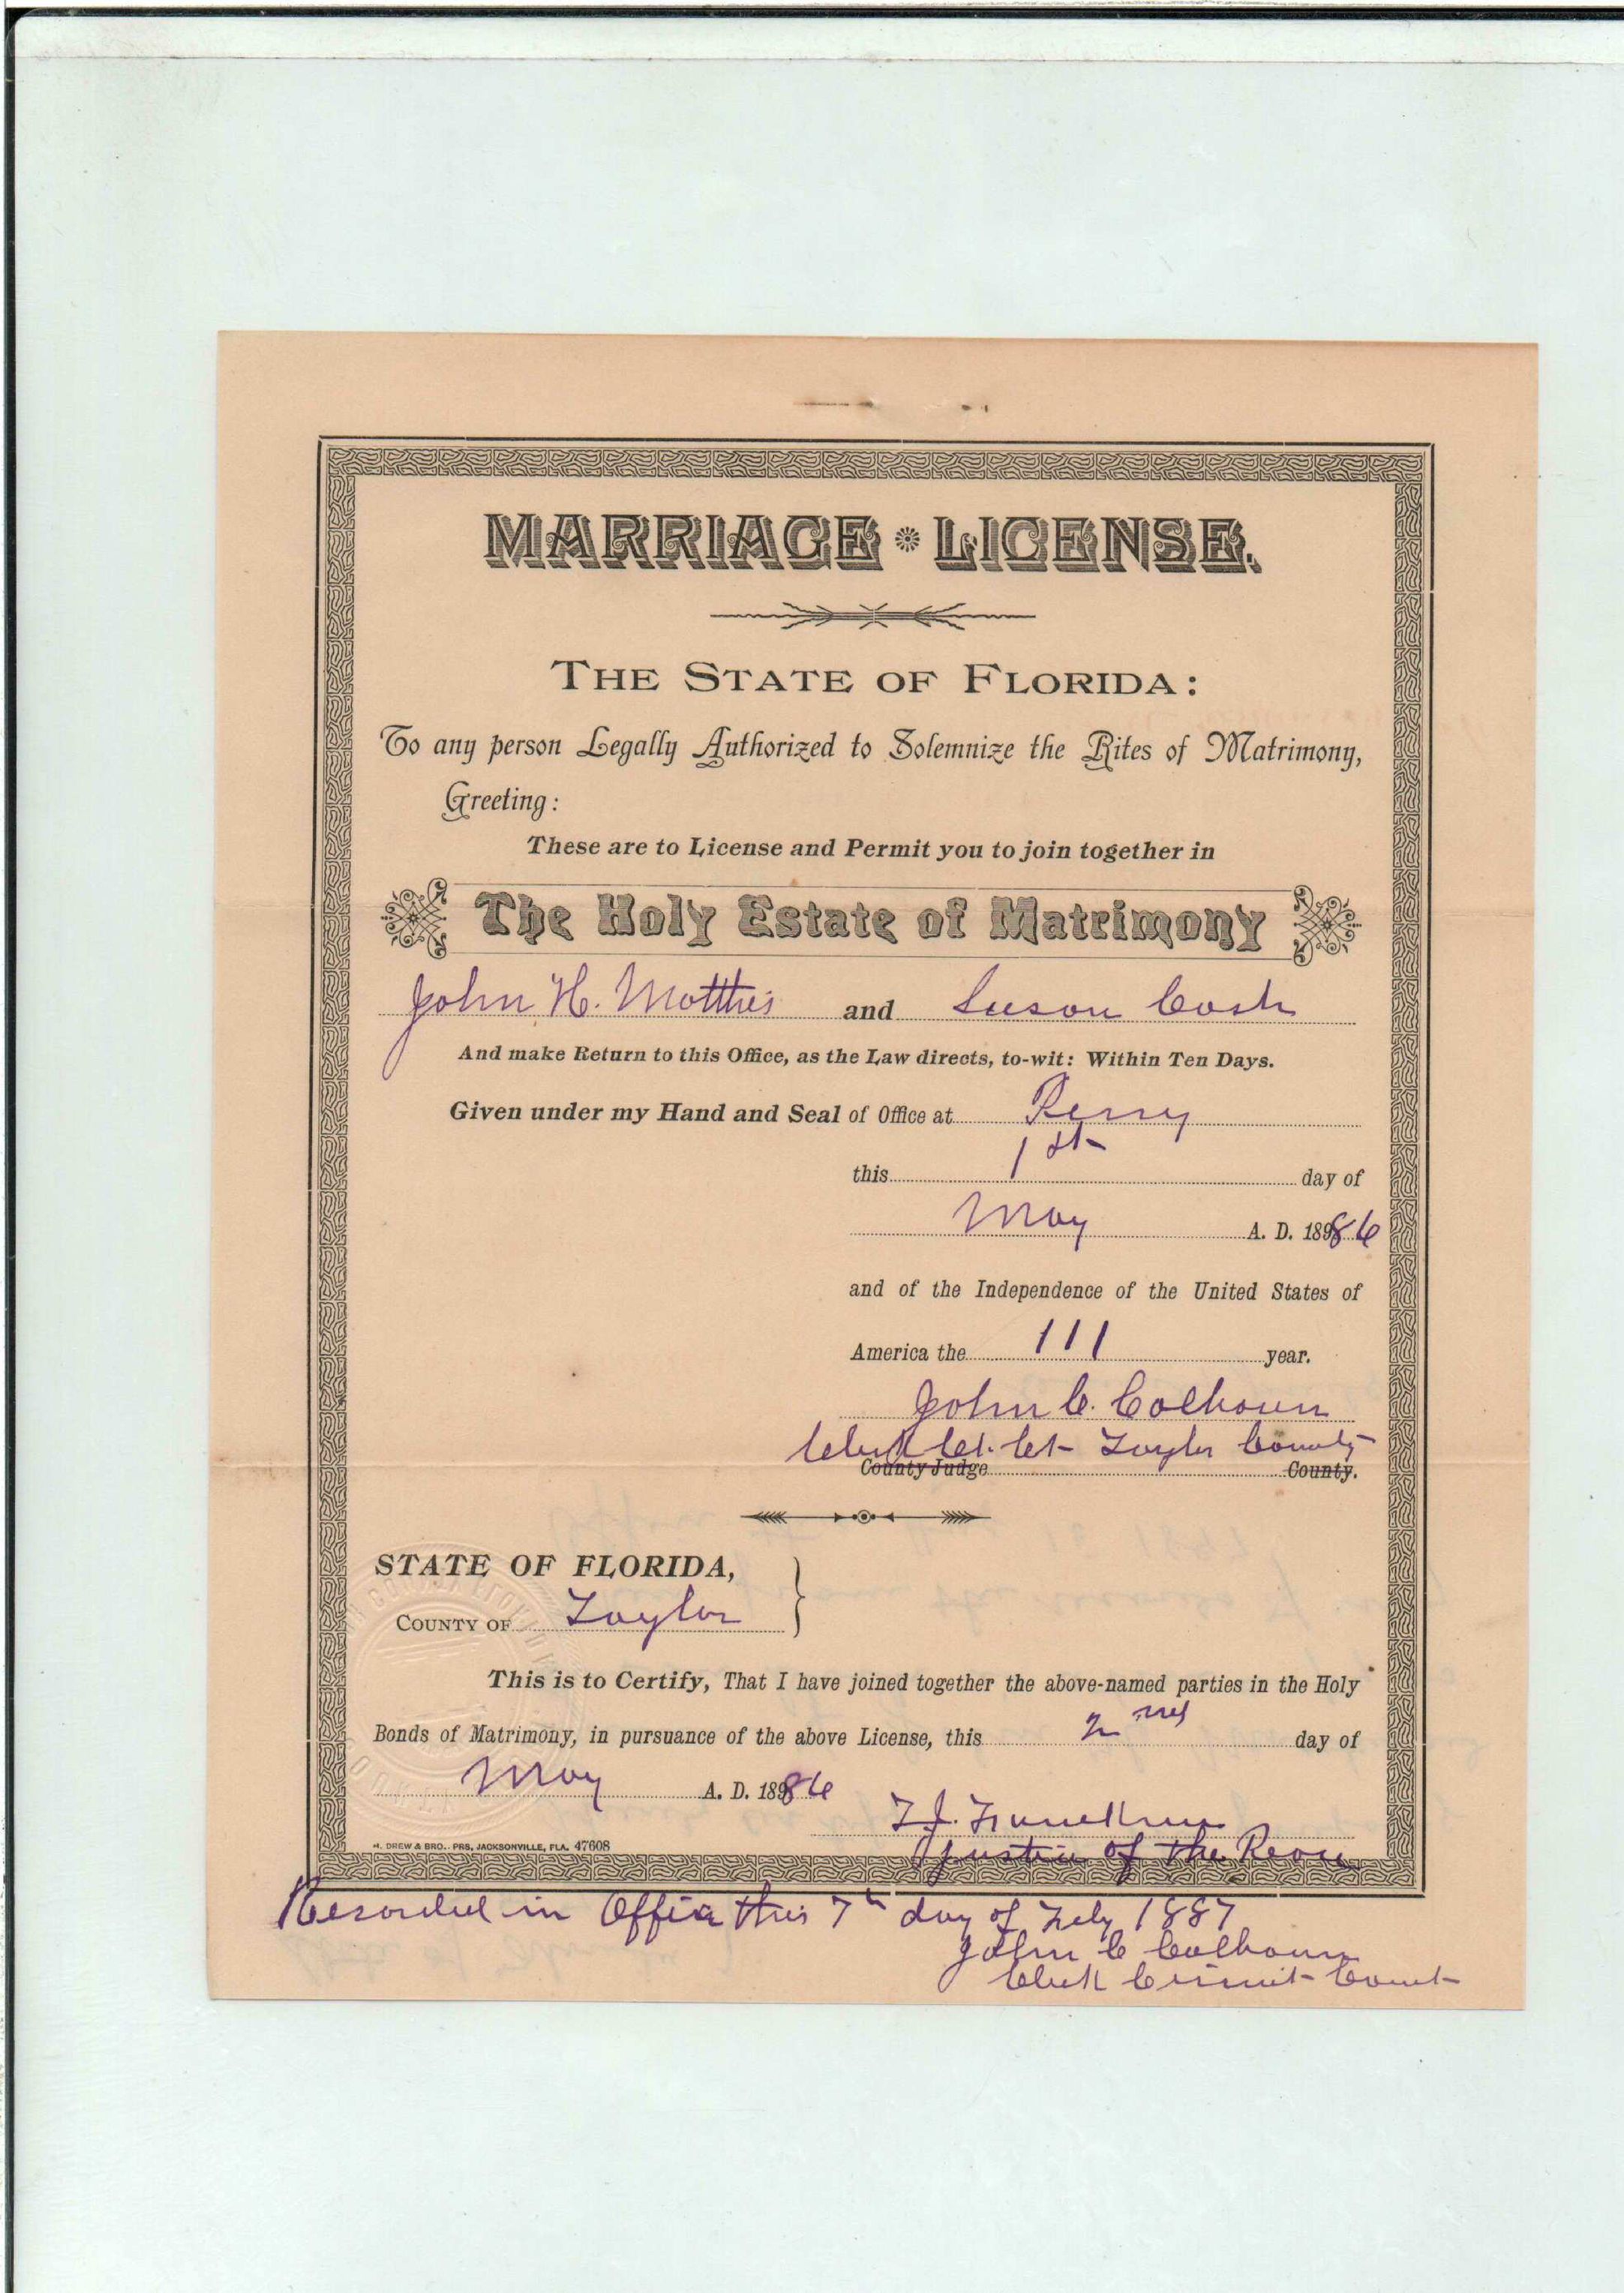 MARRIAGE LICENSE.
THE STATE OF FLORIDA:
To any person Legally Authorized to Solemnize the Rites of Matrimony,
Greeting:
These are to License and Permit you to join together in
The Holy Estate of Matrimony
John H. Matthis and Suson Cash
And make Return to this Office, as the Law directs, to-wit: Within Ten Days.
Given under my Hand and Seal of Office at Perry
this 1st day of
May A. D. 1886
and of the Independence of the United States of
America the 111 year.
John C. Calhoun
Clerk Ct. Ct Taylor County
County Judge County.
STATE OF FLORIDA,
COUNTY OF Taylor
This is to Certify, That I have joined together the above-named parties in the Holy
Bonds of Matrimony, in pursuance of the above License, this 2nd day of
May A. D. 1886
T. J.
H. DREW & BRO., PRS, JACKSONVILLE, FLA. 47608
Justice of the Peace
Recorded in Office this 7th day of Feby 1887
John C Calhoun
Clerk Circuit Court